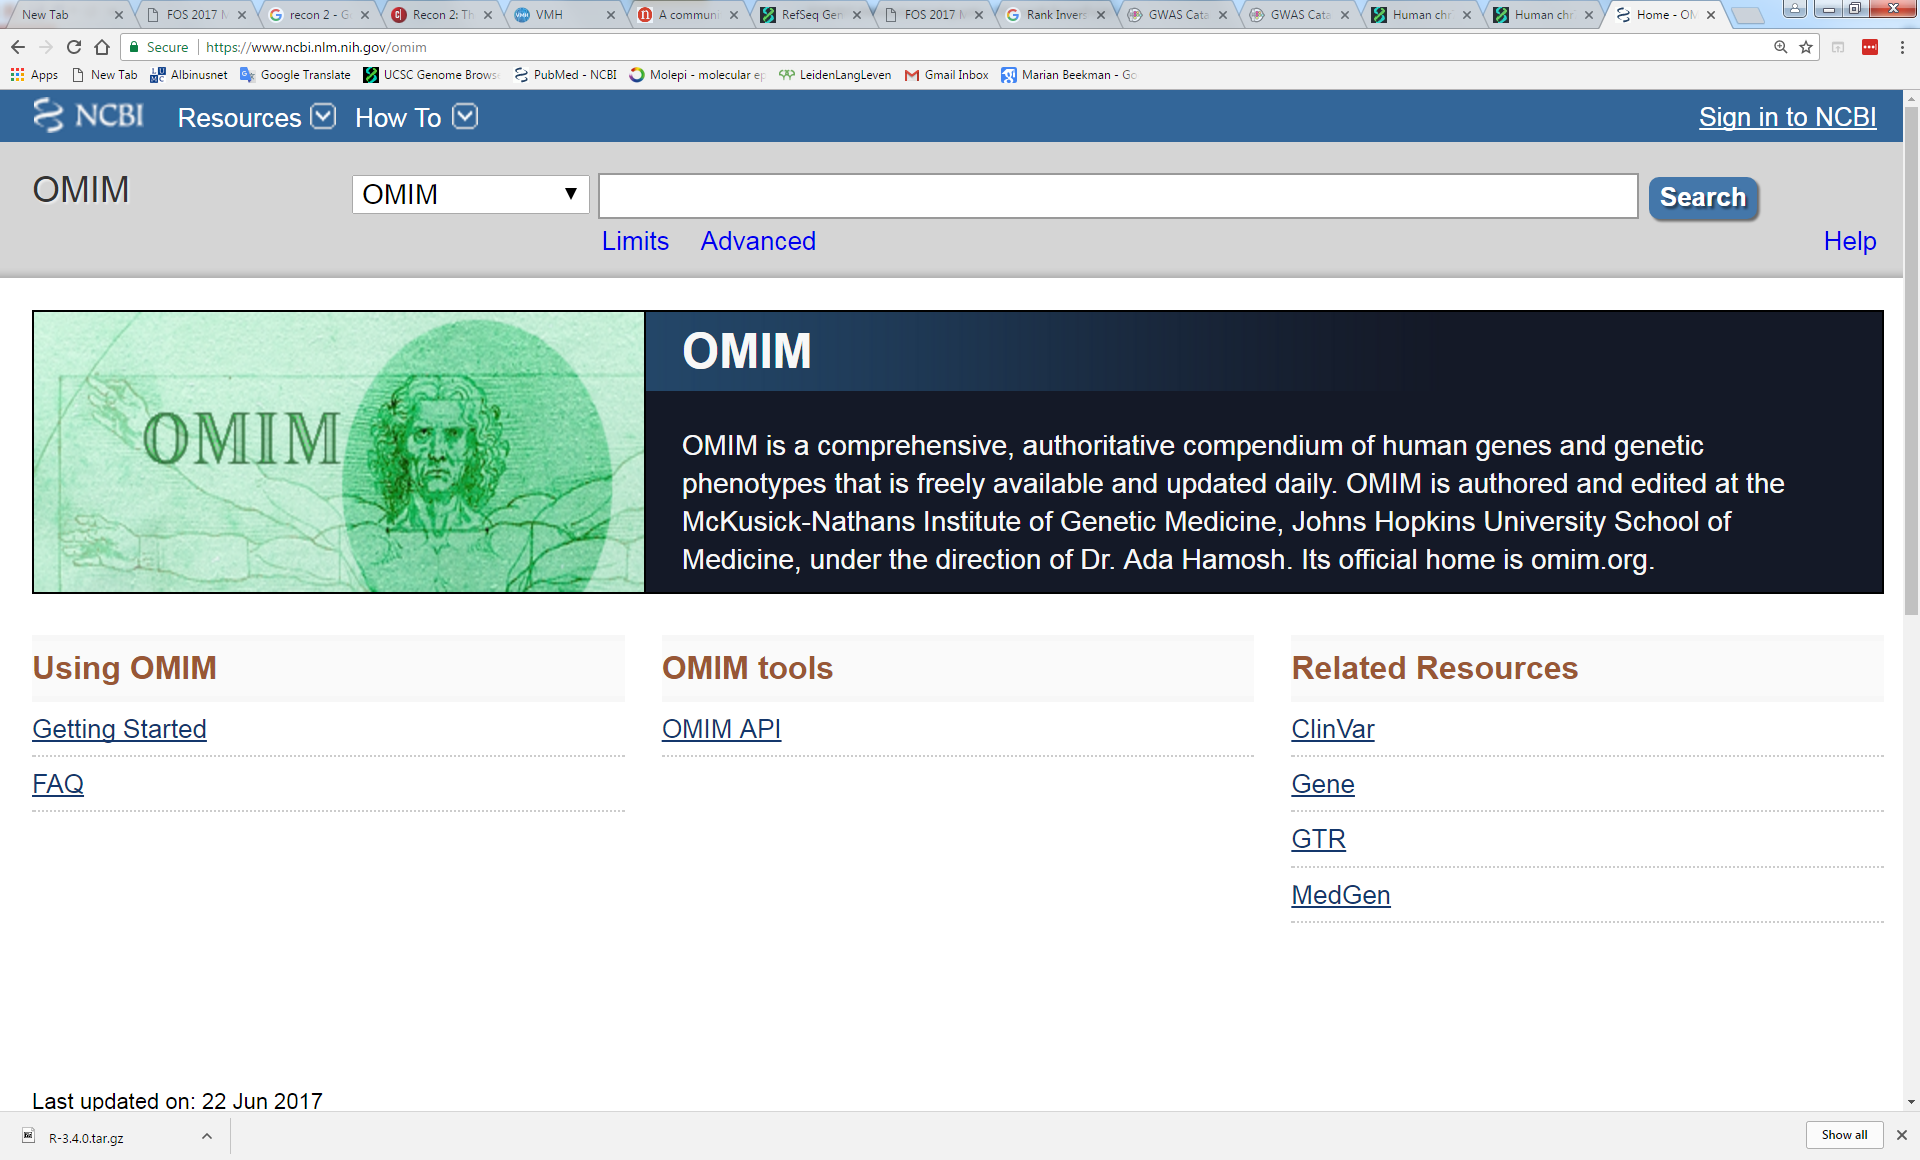 New Tab
FOS 2017 M
recon 2 - G
Recon 2: Th
VMH
A commun
RefSeq Gen
FOS 2017 M
Rank Invers
GWAS Cata
GWAS Cata
Human chr
Human chr
Home - OM
Secure
https://www.ncbi.nlm.nih.gov/omim
Apps
New Tab
Albinusnet
Google Translate
UCSC Genome Brows
PubMed - NCBI
Molepi - molecular ep
LeidenLangLeven
Gmail Inbox
Marian Beekman - Go
NCBI
Resources
How To
Sign in to NCBI
OMIM
OMIM
Search
Limits
Advanced
Help
OMIM
OMIM
OMIM is a comprehensive, authoritative compendium of human genes and genetic
phenotypes that is freely available and updated daily. OMIM is authored and edited at the
McKusick-Nathans Institute of Genetic Medicine, Johns Hopkins University School of
Medicine, under the direction of Dr. Ada Hamosh. Its official home is omim.org.
Using OMIM
Getting Started
FAQ
OMIM tools
OMIM API
Related Resources
ClinVar
Gene
GTR
MedGen
Last updated on: 22 Jun 2017
R-3.4.0.tar.gz
Show all